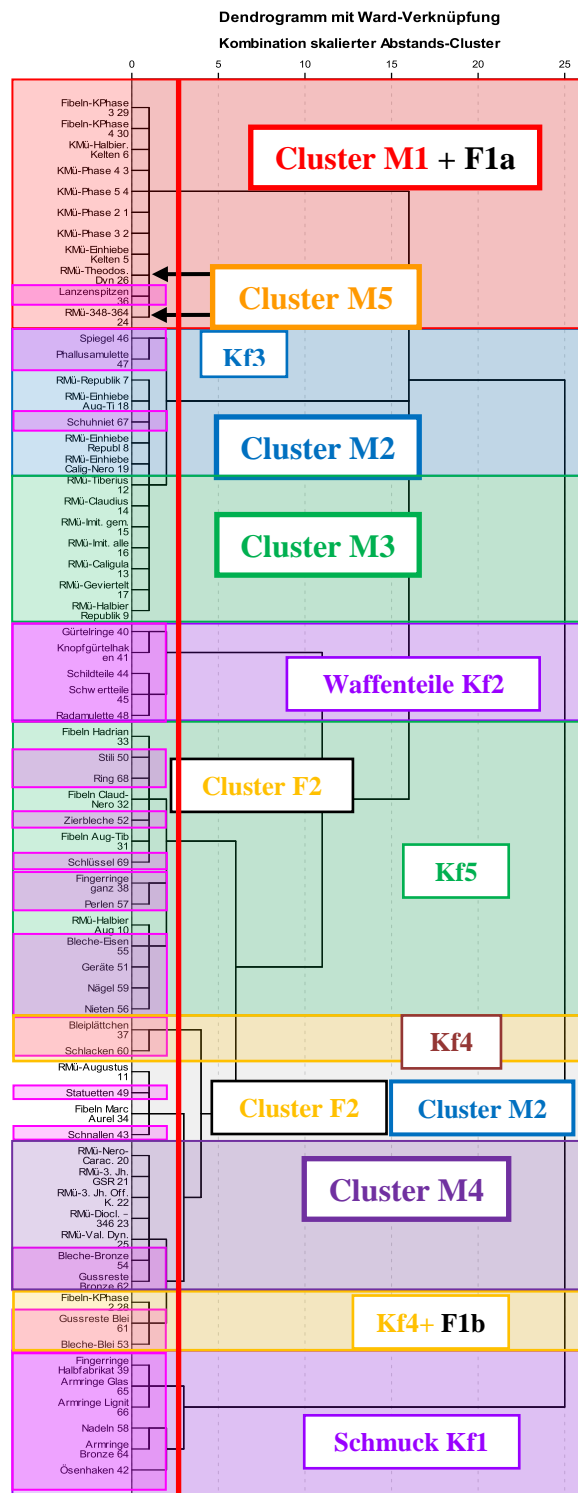 Dendrogramm mit Ward-Verknüpfung
Kombination skalierter Abstands-Cluster
0 5 10 15 20 25
Fibeln-KPhase
3 29
Fibeln-KPhase
4 30
KMü-Halbier.
Kelten 6
KMü-Phase 4 3
KMü-Phase 5 4
KMü-Phase 2 1
KMü-Phase 3 2
KMü-Einhiebe
Kelten 5
RMü-Theodos.
Dyn 26
Lanzenspitzen
36
RMü-348-364
24
Cluster M1 + F1a
Cluster M5
Spiegel 46
Phallusamulette
47
RMü-Republik 7
RMü-Einhiebe
Aug-Ti 18
Schuhniet 67
RMü-Einhiebe
Republ 8
RMü-Einhiebe
Calig-Nero 19
Kf3
Cluster M2
RMü-Tiberius
12
RMü-Claudius
14
RMü-Imit. gem.
15
RMü-Imit. alle
16
RMü-Caligula
13
RMü-Geviertelt
17
RMü-Halbier
Republik 9
Cluster M3
Gürtelringe 40
Knopfgürtelhak
en 41
Schildteile 44
Schwertteile
45
Radamulette 48
Waffenteile Kf2
Fibeln Hadrian
33
Stili 50
Ring 68
Fibeln Claud-
Nero 32
Zierbleche 52
Fibeln Aug-Tib
31
Schlüssel 69
Fingerringe
ganz 38
Perlen 57
RMü-Halbier
Aug 10
Bleche-Eisen
55
Geräte 51
Nägel 59
Nieten 56
Cluster F2
Kf5
Bleiplättchen
37
Schlacken 60
Kf4
RMü-Augustus
11
Statuetten 49
Fibeln Marc
Aurel 34
Schnallen 43
Cluster F2
Cluster M2
RMü-Nero-
Carac. 20
RMü-3. Jh.
GSR 21
RMü-3. Jh. Off.
K. 22
RMü-Diocl. –
346 23
RMü-Val. Dyn.
25
Bleche-Bronze
54
Gussreste
Bronze 62
Cluster M4
Fibeln-KPhase
2 28
Gussreste Blei
61
Bleche-Blei 53
Kf4+ F1b
Fingerringe
Halbfabrikat 39
Armringe Glas
65
Armringe Lignit
66
Nadeln 58
Armringe
Bronze 64
Ösenhaken 42
Schmuck Kf1